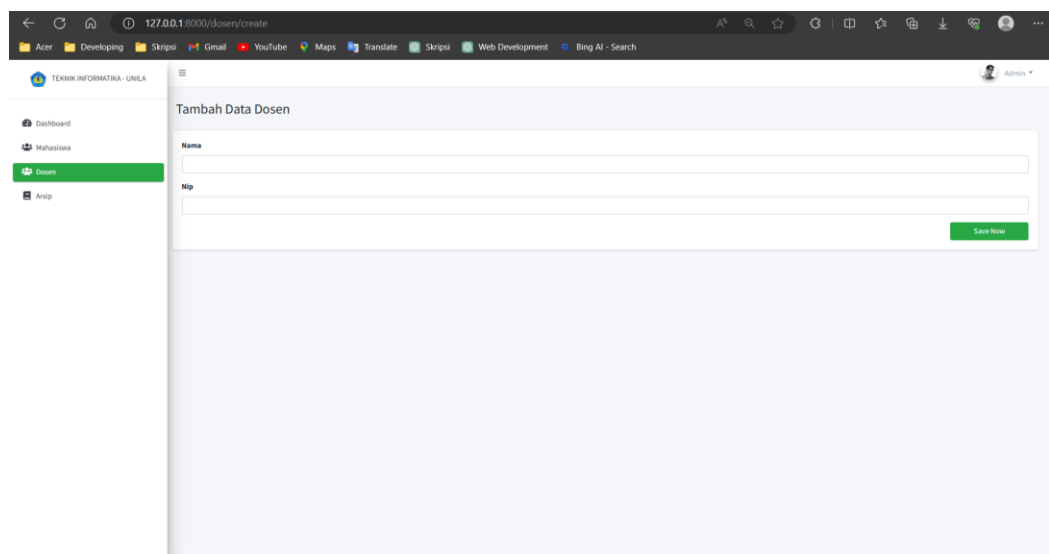 127.0.0.1:8000/dosen/create
Acer Developing Skripsi Gmail YouTube Maps Translate Skripsi Web Development Bing AI - Search
TEKNIK INFORMATIKA - UNILA
Admin
Tambah Data Dosen
Dashboard
Mahasiswa
Dosen
Arsip
Nama
Nip
Save Now